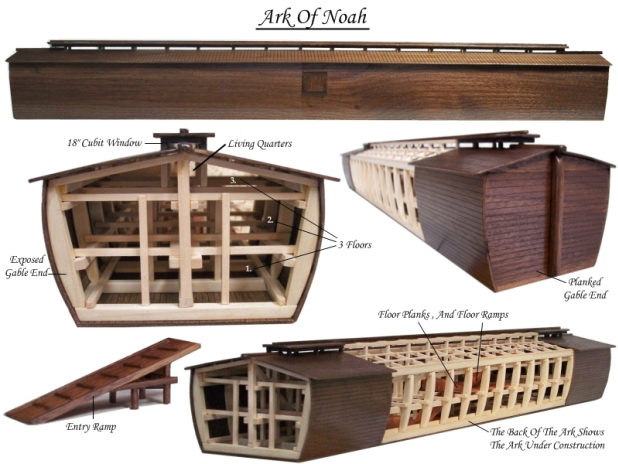 Ark Of Noah
18" Cubit Window
Living Quarters
3.
2.
3 Floors
1.
Exposed
Gable End
Planked
Gable End
Floor Planks , And Floor Ramps
Entry Ramp
The Back Of The Ark Shows
The Ark Under Construction